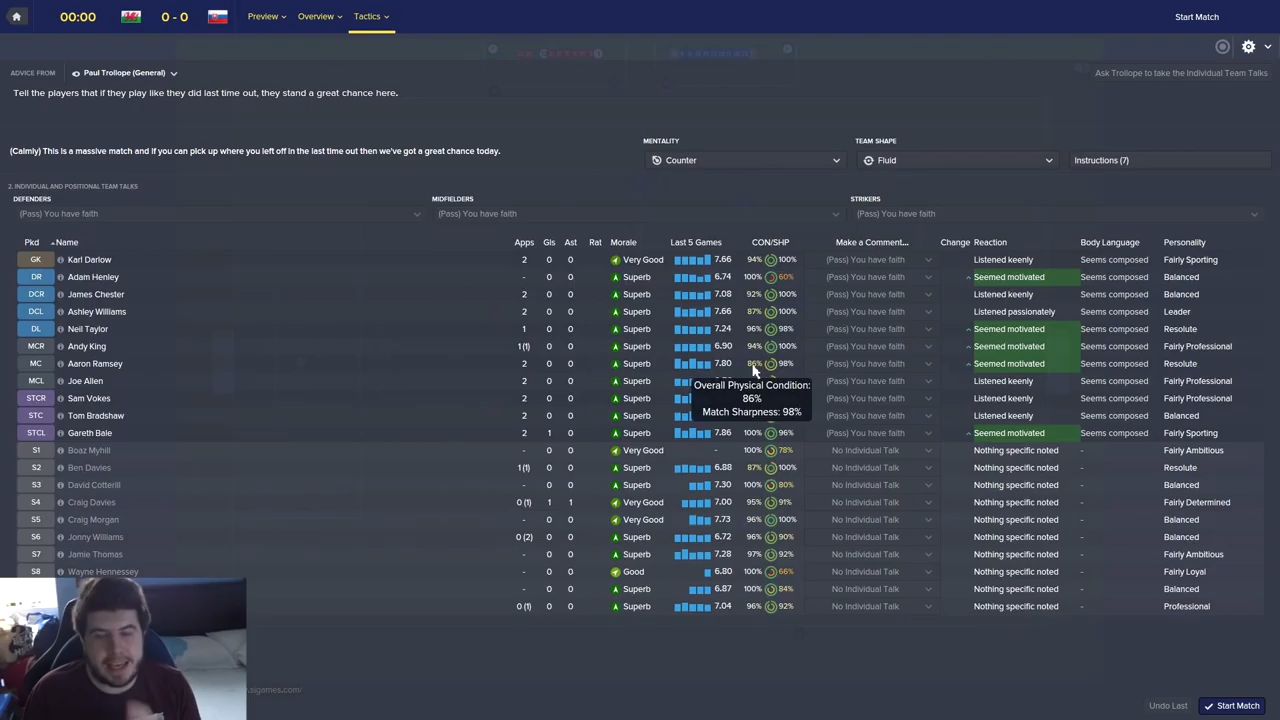 00:00 0 - 0 Preview Overview Tactics Start Match
ADVICE FROM Paul Trollope (General) Ask Trollope to take the Individual Team Talks
Tell the players that if they play like they did last time out, they stand a great chance here.
MENTALITY TEAM SHAPE
(Calmly) This is a massive match and if you can pick up where you left off in the last time out then we've got a great chance today. Counter Fluid Instructions (7)
2. INDIVIDUAL AND POSITIONAL TEAM TALKS
DEFENDERS MIDFIELDERS STRIKERS
(Pass) You have faith (Pass) You have faith (Pass) You have faith
Pkd Name Apps Gls Ast Rat Morale Last 5 Games CON/SHP Make a Comment... Change Reaction Body Language Personality
GK Karl Darlow 2 0 0 Very Good 7.66 94% 100% (Pass) You have faith Listened keenly Seems composed Fairly Sporting
DR Adam Henley - 0 0 Superb 6.74 100% 60% (Pass) You have faith Seemed motivated Seems composed Balanced
DCR James Chester 2 0 0 Superb 7.08 92% 100% (Pass) You have faith Listened keenly Seems composed Balanced
DCL Ashley Williams 2 0 0 Superb 7.66 87% 100% (Pass) You have faith Listened passionately Seems composed Leader
DL Neil Taylor 1 0 0 Superb 7.24 96% 98% (Pass) You have faith Seemed motivated Seems composed Resolute
MCR Andy King 1(1) 0 0 Superb 6.90 94% 100% (Pass) You have faith Seemed motivated Seems composed Fairly Professional
MC Aaron Ramsey 2 0 0 Superb 7.80 86% 98% (Pass) You have faith Seemed motivated Seems composed Resolute
MCL Joe Allen 2 0 0 Superb (Pass) You have faith Listened keenly Seems composed Fairly Professional
Overall Physical Condition:
86%
Match Sharpness: 98%
STCR Sam Vokes 2 0 0 Superb (Pass) You have faith Listened keenly Seems composed Fairly Professional
STC Tom Bradshaw 2 0 0 Superb (Pass) You have faith Listened keenly Seems composed Balanced
STCL Gareth Bale 2 1 0 Superb 7.86 100% 96% (Pass) You have faith Seemed motivated Seems composed Fairly Sporting
S1 Boaz Myhill - 0 0 Very Good - 100% 78% No Individual Talk Nothing specific noted - Fairly Ambitious
S2 Ben Davies 1(1) 0 0 Superb 6.88 87% 100% No Individual Talk Nothing specific noted - Resolute
S3 David Cotterill - 0 0 Superb 7.30 100% 80% No Individual Talk Nothing specific noted - Balanced
S4 Craig Davies 0 (1) 1 1 Very Good 7.00 95% 91% No Individual Talk Nothing specific noted - Fairly Determined
S5 Craig Morgan - 0 0 Very Good 7.73 96% 100% No Individual Talk Nothing specific noted - Balanced
S6 Jonny Williams 0 (2) 0 0 Superb 6.72 96% 90% No Individual Talk Nothing specific noted - Balanced
S7 Jamie Thomas - 0 0 Superb 7.28 97% 92% No Individual Talk Nothing specific noted - Fairly Ambitious
S8 Wayne Hennessey - 0 0 Good 6.80 100% 66% No Individual Talk Nothing specific noted - Fairly Loyal
- 0 0 Superb 6.87 100% 84% No Individual Talk Nothing specific noted - Balanced
0 (1) 0 0 Superb 7.04 96% 92% No Individual Talk Nothing specific noted - Professional
.sigames.com/
Undo Last Start Match